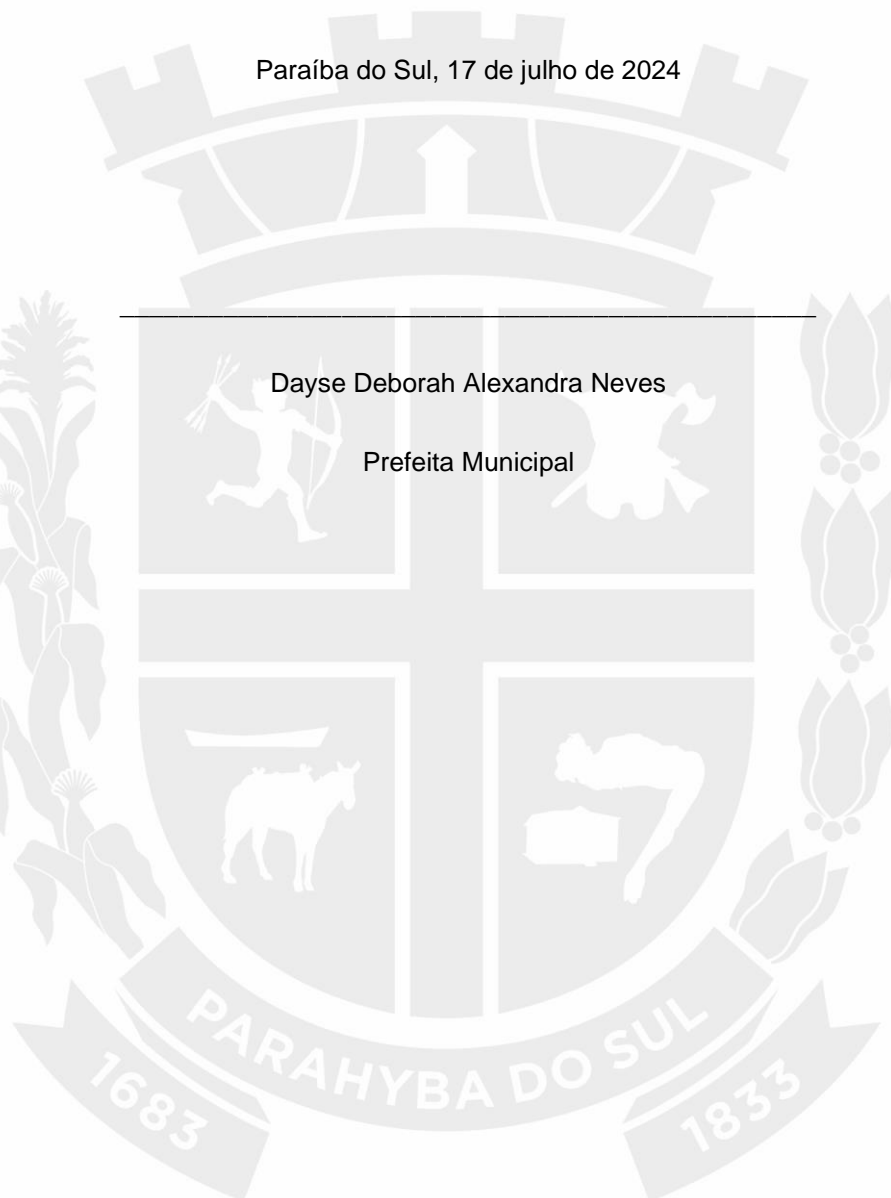 Paraíba do Sul, 17 de julho de 2024
Dayse Deborah Alexandra Neves
Prefeita Municipal
PARAHYBA DO SUL
1683
1833